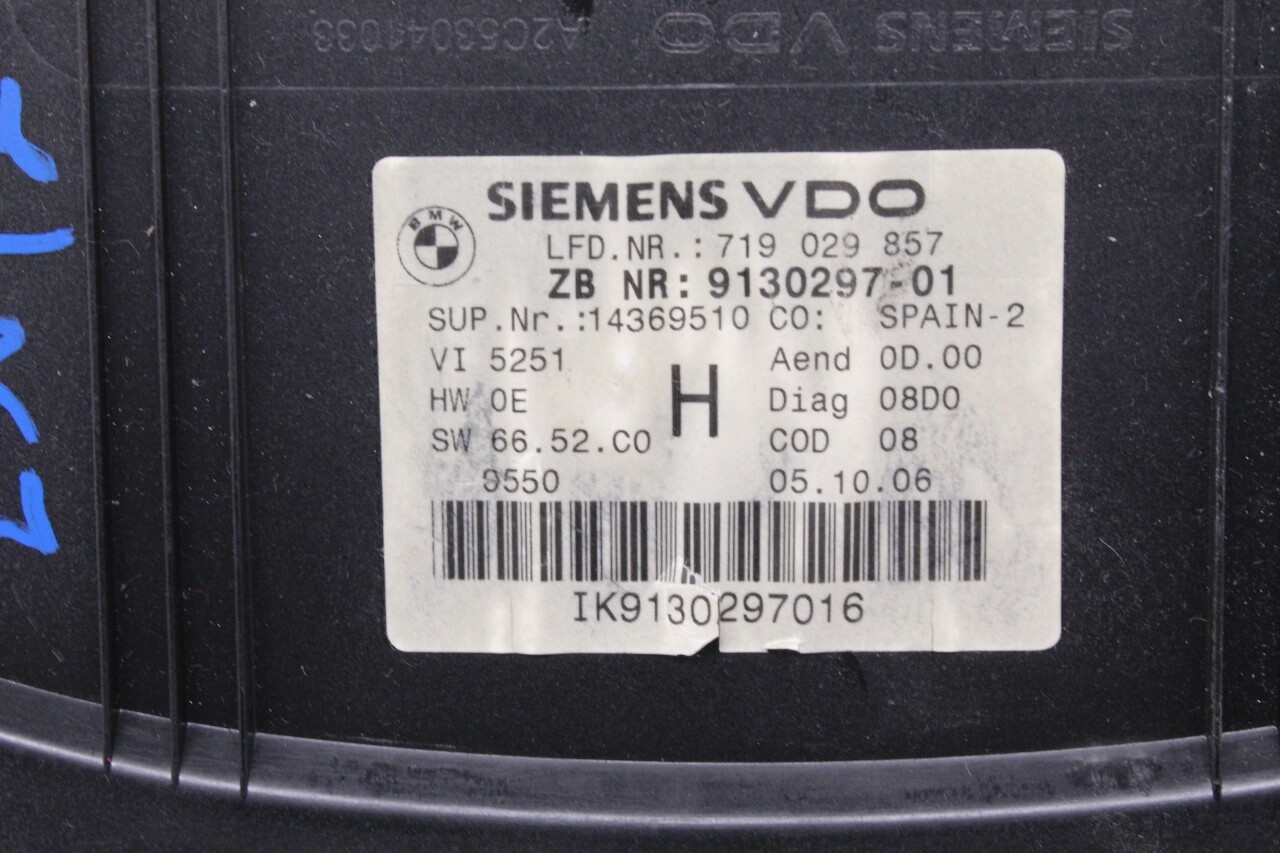 SIEMENS VDO A2C53041033
SIEMENS VDO
BMW
LFD.NR.:719 029 857
ZB NR:9130297-01
SUP.Nr.:14369510 CO: SPAIN-2
VI 5251 Aend 0D.00
HW 0E H Diag 08D0
SW 66.52.C0 COD 08
9550 05.10.06
IK9130297016